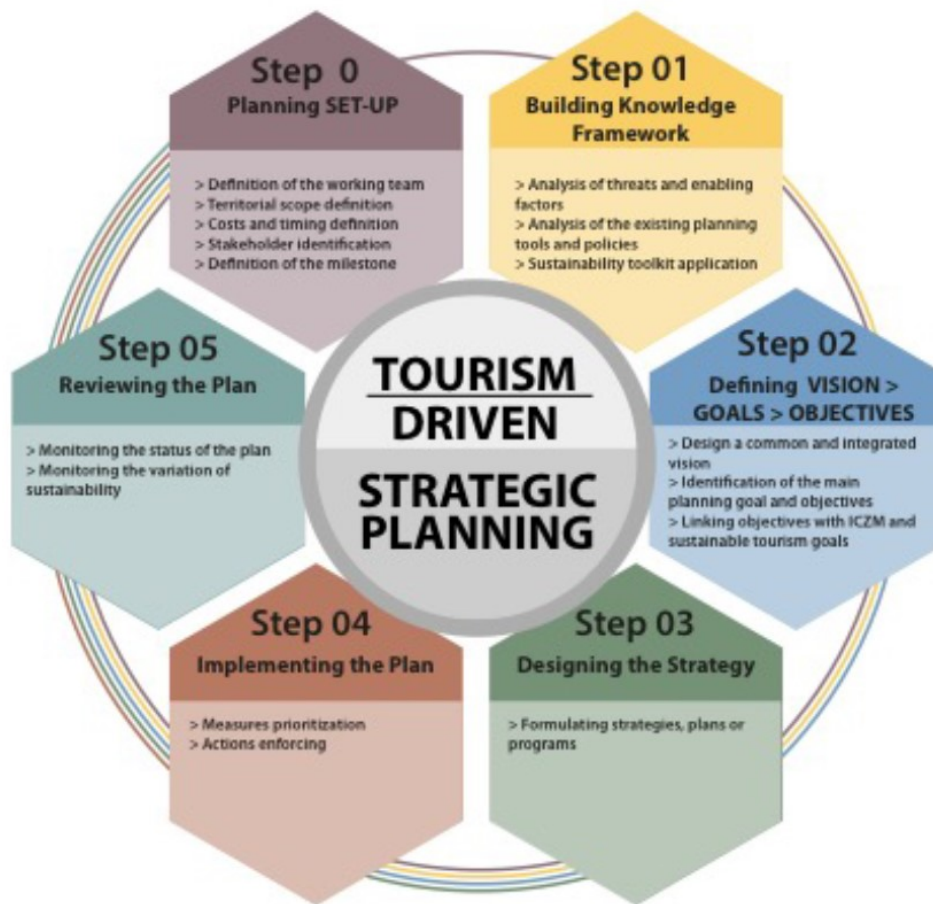 Step 0
Planning SET-UP
> Definition of the working team
> Territorial scope definition
> Costs and timing definition
> Stakeholder identification
> Definition of the milestone
Step 01
Building Knowledge
Framework
> Analysis of threats and enabling
factors
> Analysis of the existing planning
tools and policies
> Sustainability toolkit application
Step 02
Defining VISION >
GOALS > OBJECTIVES
> Design a common and integrated
vision
> Identification of the main
planning goal and objectives
> Linking objectives with ICZM and
sustainable tourism goals
Step 03
Designing the Strategy
> Formulating strategies, plans or
programs
Step 04
Implementing the Plan
> Measures prioritization
> Actions enforcing
Step 05
Reviewing the Plan
> Monitoring the status of the plan
> Monitoring the variation of
sustainability
TOURISM
DRIVEN
STRATEGIC
PLANNING